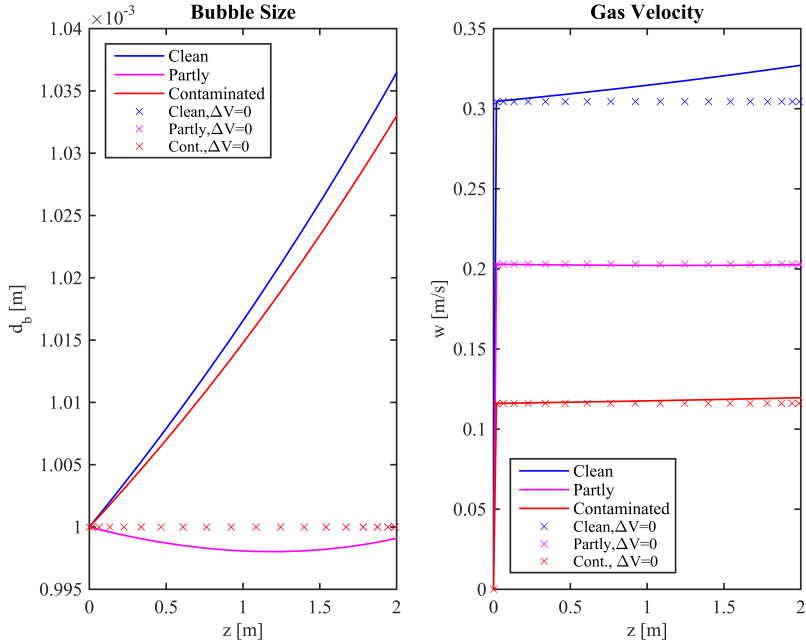 Bubble Size
×10⁻³
1.04
1.035
1.03
1.025
1.02
1.015
1.01
1.005
1
0.995
d_b [m]
0
0.5
1
1.5
2
z [m]
Clean
Partly
Contaminated
Clean,ΔV=0
Partly,ΔV=0
Cont.,ΔV=0
Gas Velocity
0.35
0.3
0.25
0.2
0.15
0.1
0.05
0
w [m/s]
0
0.5
1
1.5
2
z [m]
Clean
Partly
Contaminated
Clean,ΔV=0
Partly,ΔV=0
Cont., ΔV=0